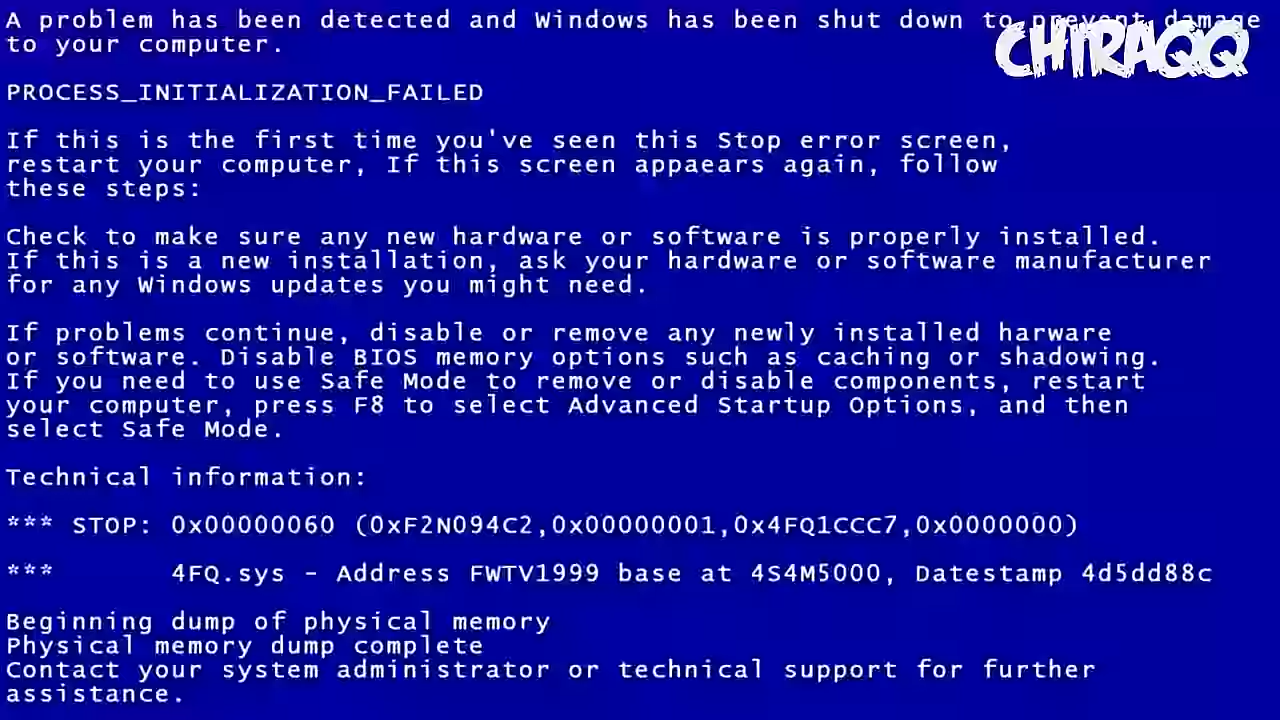 A problem has been detected and Windows has been shut down to prevent damage
to your computer.
CHIRAQQ
PROCESS_INITIALIZATION_FAILED
If this is the first time you've seen this Stop error screen,
restart your computer, If this screen appaears again, follow
these steps:
Check to make sure any new hardware or software is properly installed.
If this is a new installation, ask your hardware or software manufacturer
for any Windows updates you might need.
If problems continue, disable or remove any newly installed harware
or software. Disable BIOS memory options such as caching or shadowing.
If you need to use Safe Mode to remove or disable components, restart
your computer, press F8 to select Advanced Startup Options, and then
select Safe Mode.
Technical information:
*** STOP: 0x00000060 (0xF2N094C2,0x00000001,0x4FQ1CCC7,0x0000000)
*** 4FQ.sys – Address FWTV1999 base at 4S4M5000, Datestamp 4d5dd88c
Beginning dump of physical memory
Physical memory dump complete
Contact your system administrator or technical support for further
assistance.